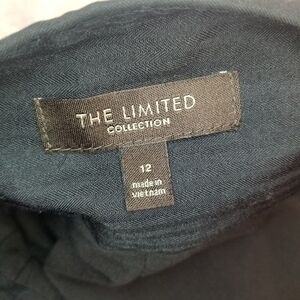 THE LIMITED
COLLECTION
12
made in
vietnam